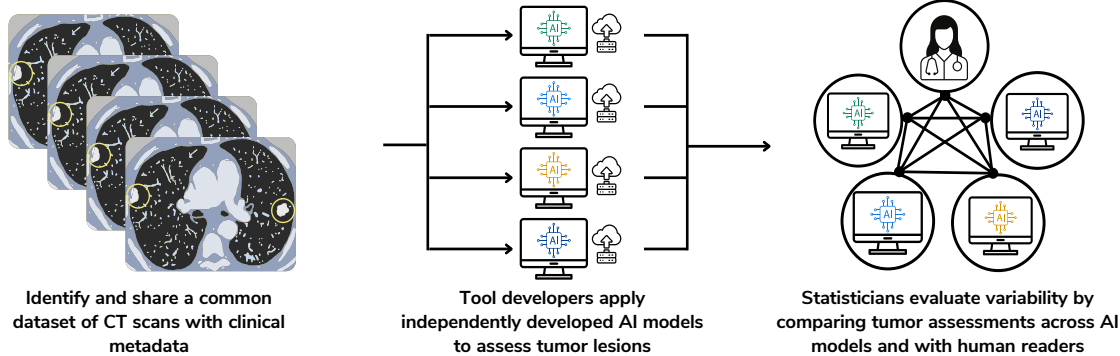 AI
AI
AI
AI
AI
AI
AI
AI
Identify and share a common
dataset of CT scans with clinical
metadata
Tool developers apply
independently developed AI models
to assess tumor lesions
Statisticians evaluate variability by
comparing tumor assessments across AI
models and with human readers